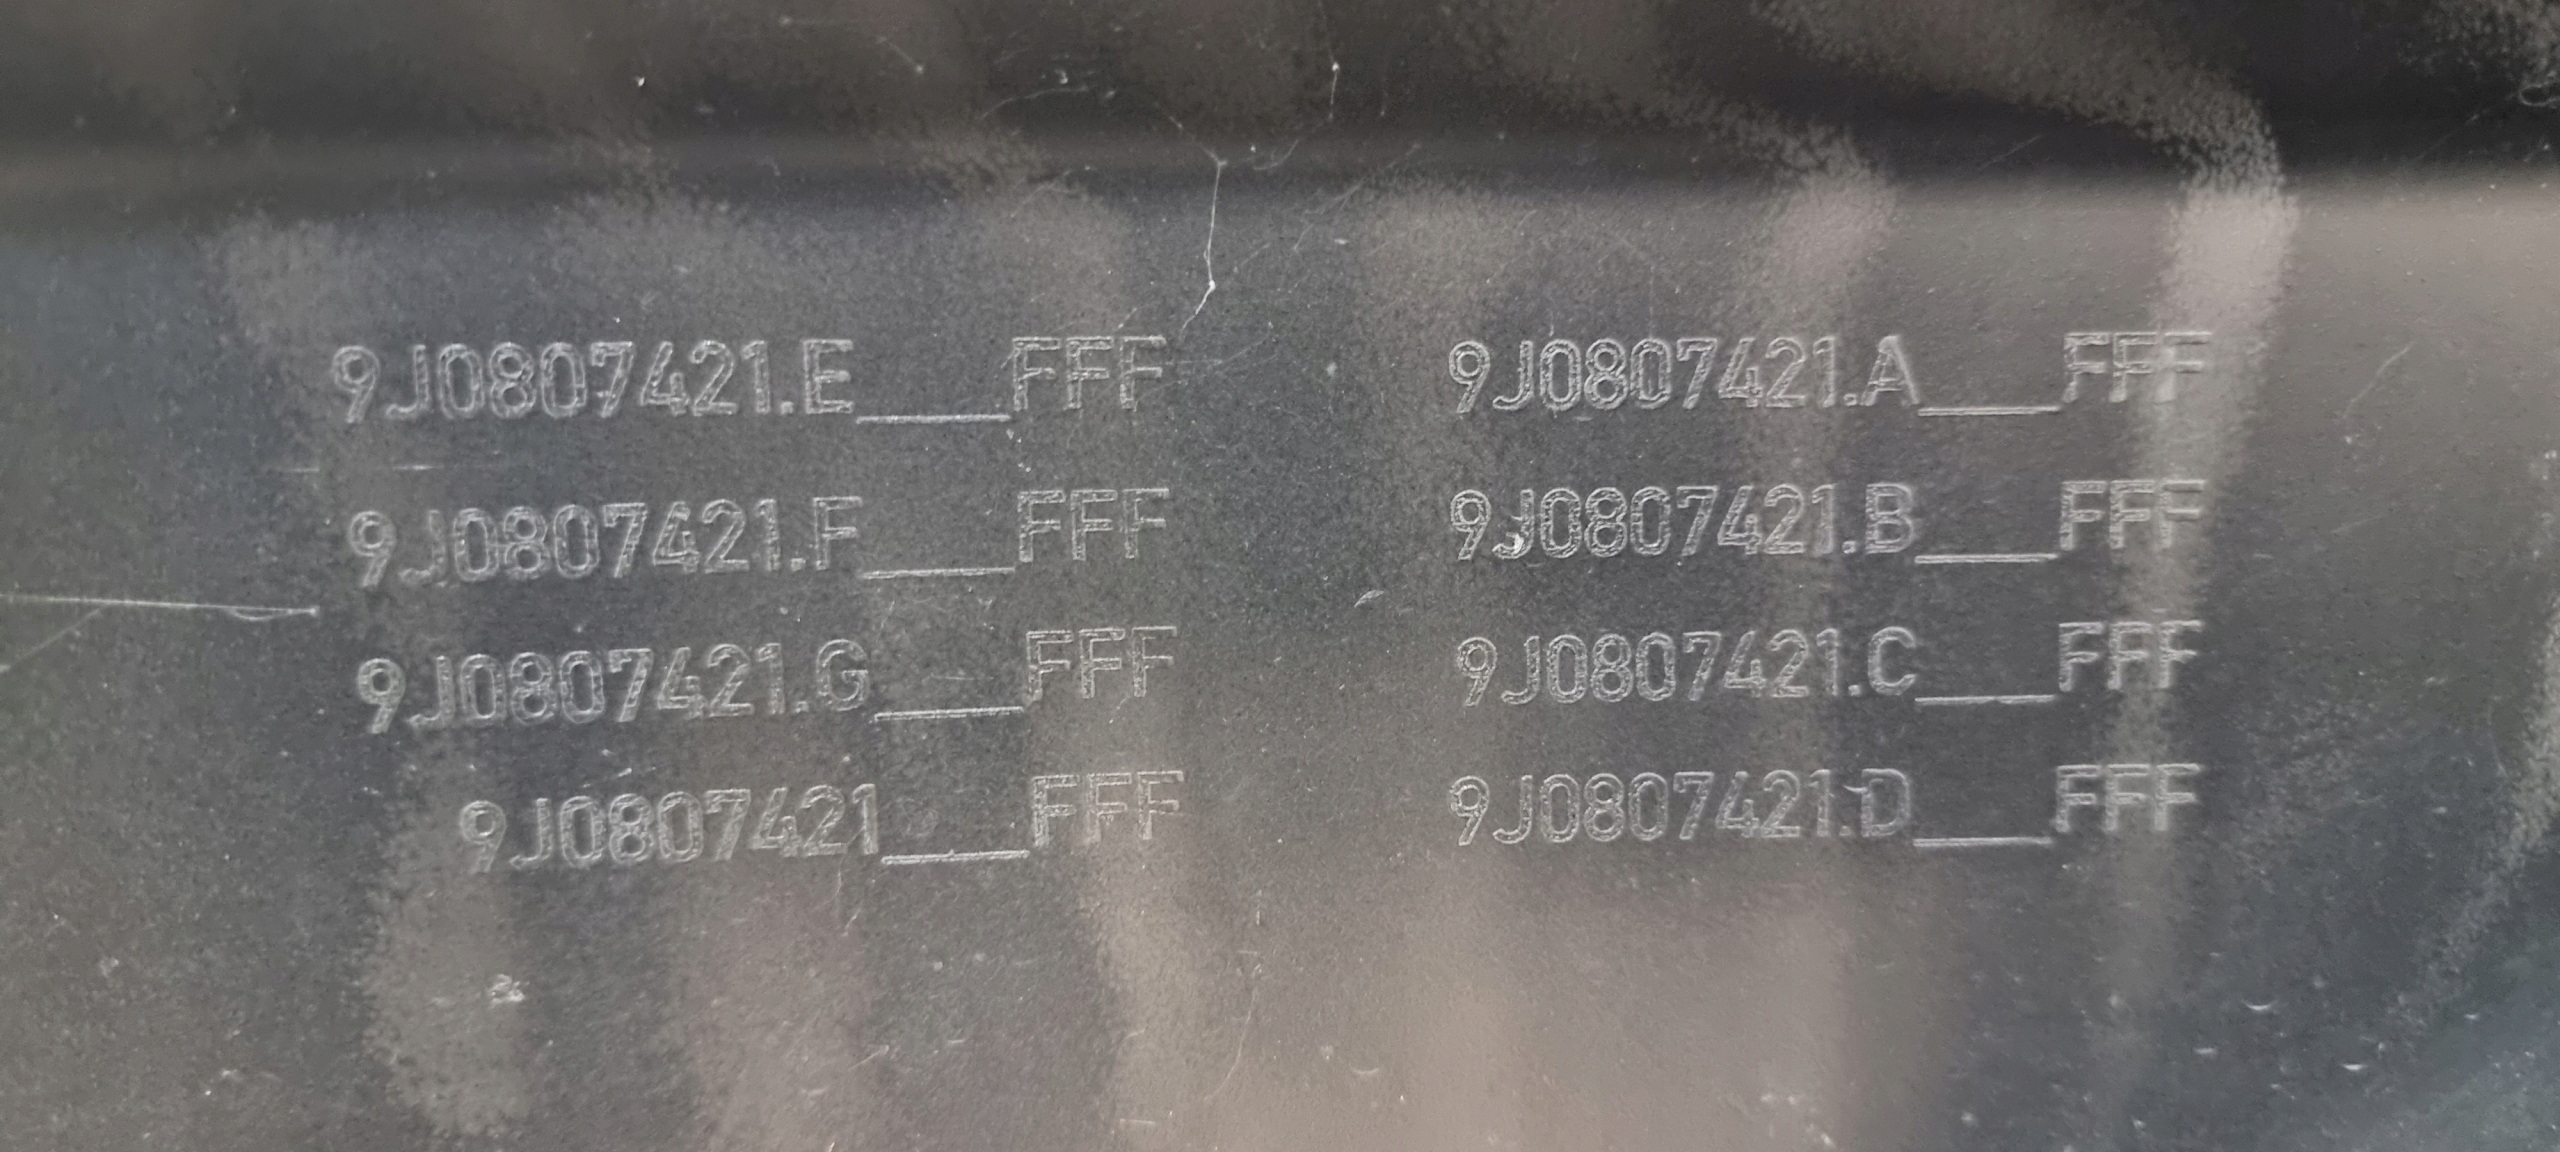 9J0807421.E___FFF
9J0807421.F___FFF
9J0807421.G___FFF
9J0807421___FFF
9J0807421.A___FFF
9J0807421.B___FFF
9J0807421.C___FFF
9J0807421.D___FFF